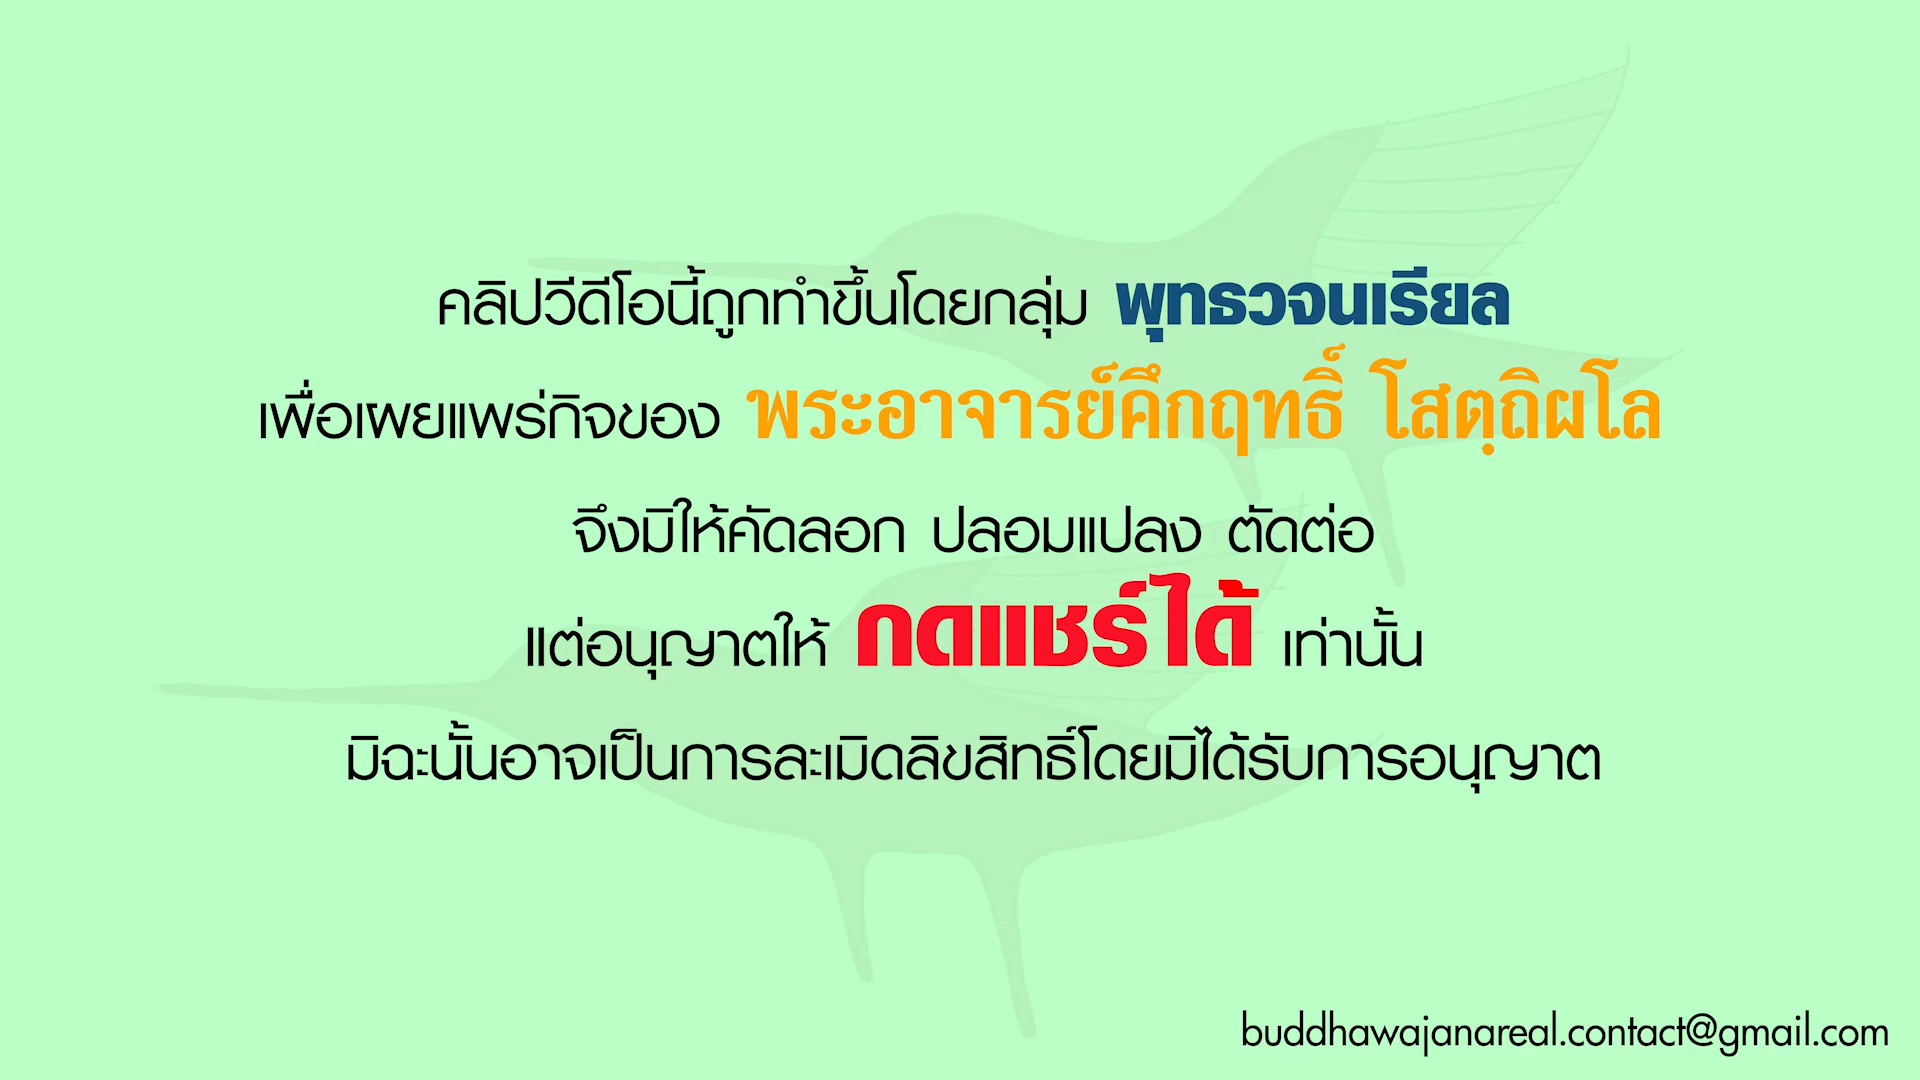 คลิปวีดีโอนี้ถูกทำขึ้นโดยกลุ่ม พุทธวจนเรียล
เพื่อเผยแพร่กิจของ พระอาจารย์คึกฤทธิ์ โสตฺถิผโล
จึงมิให้คัดลอก ปลอมแปลง ตัดต่อ
แต่อนุญาตให้ กดแชร์ได้ เท่านั้น
มิฉะนั้นอาจเป็นการละเมิดลิขสิทธิ์โดยมิได้รับการอนุญาต
buddhawajanareal.contact@gmail.com